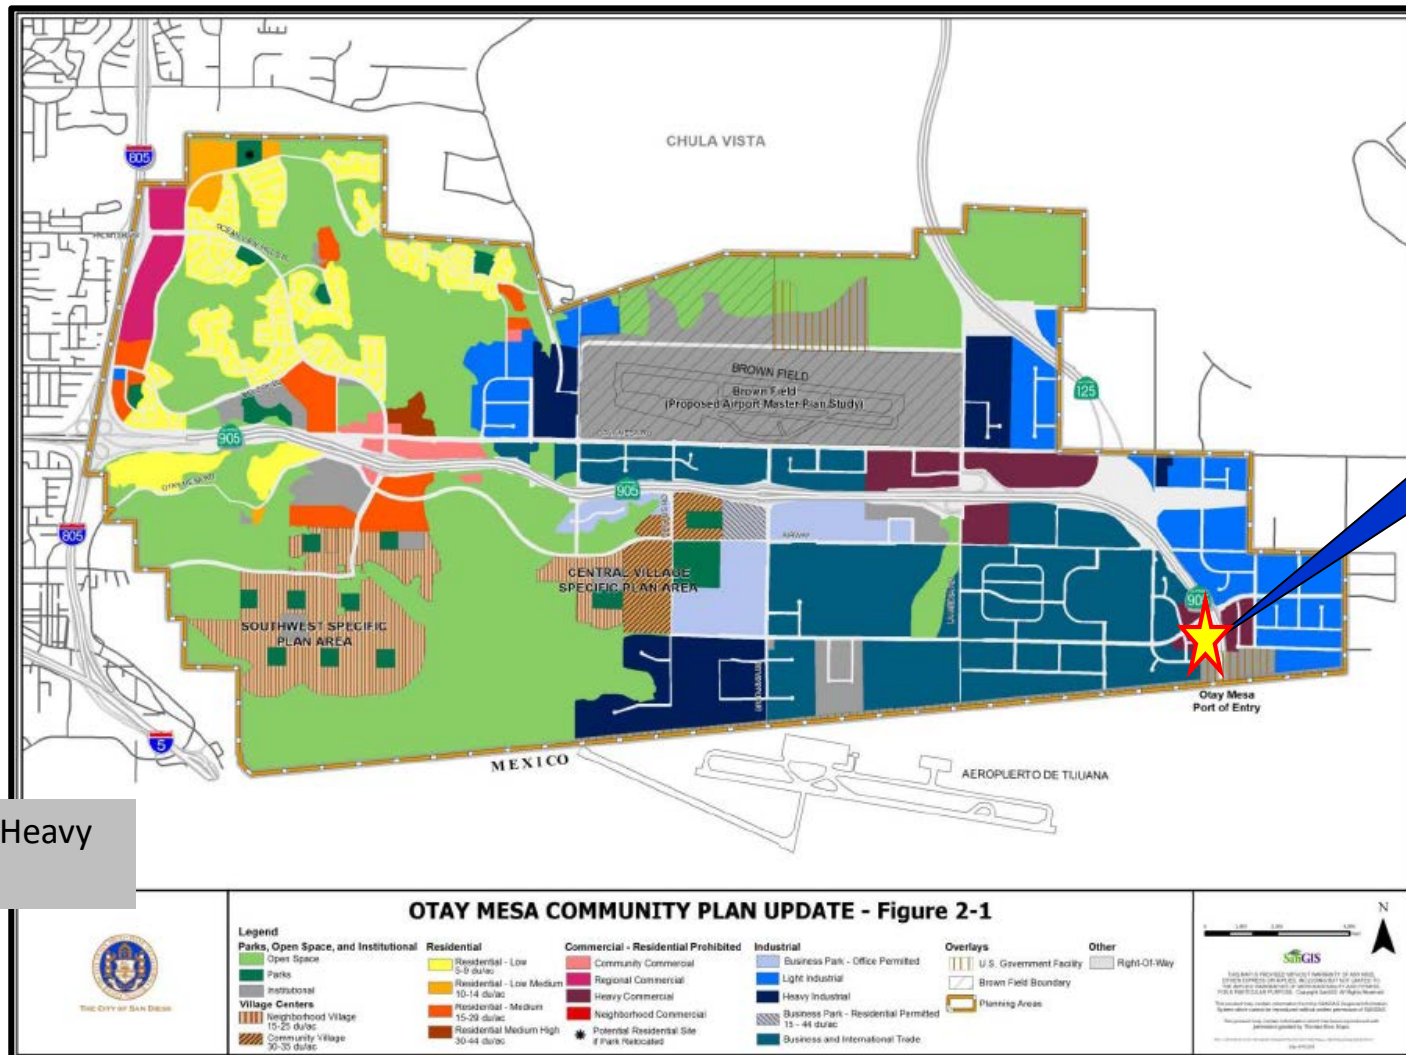 CHULA VISTA
805
OCEAN VIEW HILLS BL
125
BROWN FIELD
Brown Field
(Proposed Airport Master Plan Study)
905
905
AIRWAY
805
CENTRAL VILLAGE
SPECIFIC PLAN AREA
SOUTHWEST SPECIFIC
PLAN AREA
905
Otay Mesa
Port of Entry
5
MEXICO
AEROPUERTO DE TIJUANA
Heavy
OTAY MESA COMMUNITY PLAN UPDATE - Figure 2-1
THE CITY OF SAN DIEGO
Legend
Parks, Open Space, and Institutional
Open Space
Parks
Institutional
Village Centers
Neighborhood Village
15-25 du/ac
Community Village
30-35 du/ac
Residential
Residential - Low
5-9 du/ac
Residential - Low Medium
10-14 du/ac
Residential - Medium
15-29 du/ac
Residential Medium High
30-44 du/ac
Commercial - Residential Prohibited
Community Commercial
Regional Commercial
Heavy Commercial
Neighborhood Commercial
Potential Residential Site
if Park Relocated
Industrial
Business Park - Office Permitted
Light Industrial
Heavy Industrial
Business Park - Residential Permitted
15 - 44 du/ac
Business and International Trade
Overlays
U.S. Government Facility
Brown Field Boundary
Planning Areas
Other
Right-Of-Way
N
SanGIS